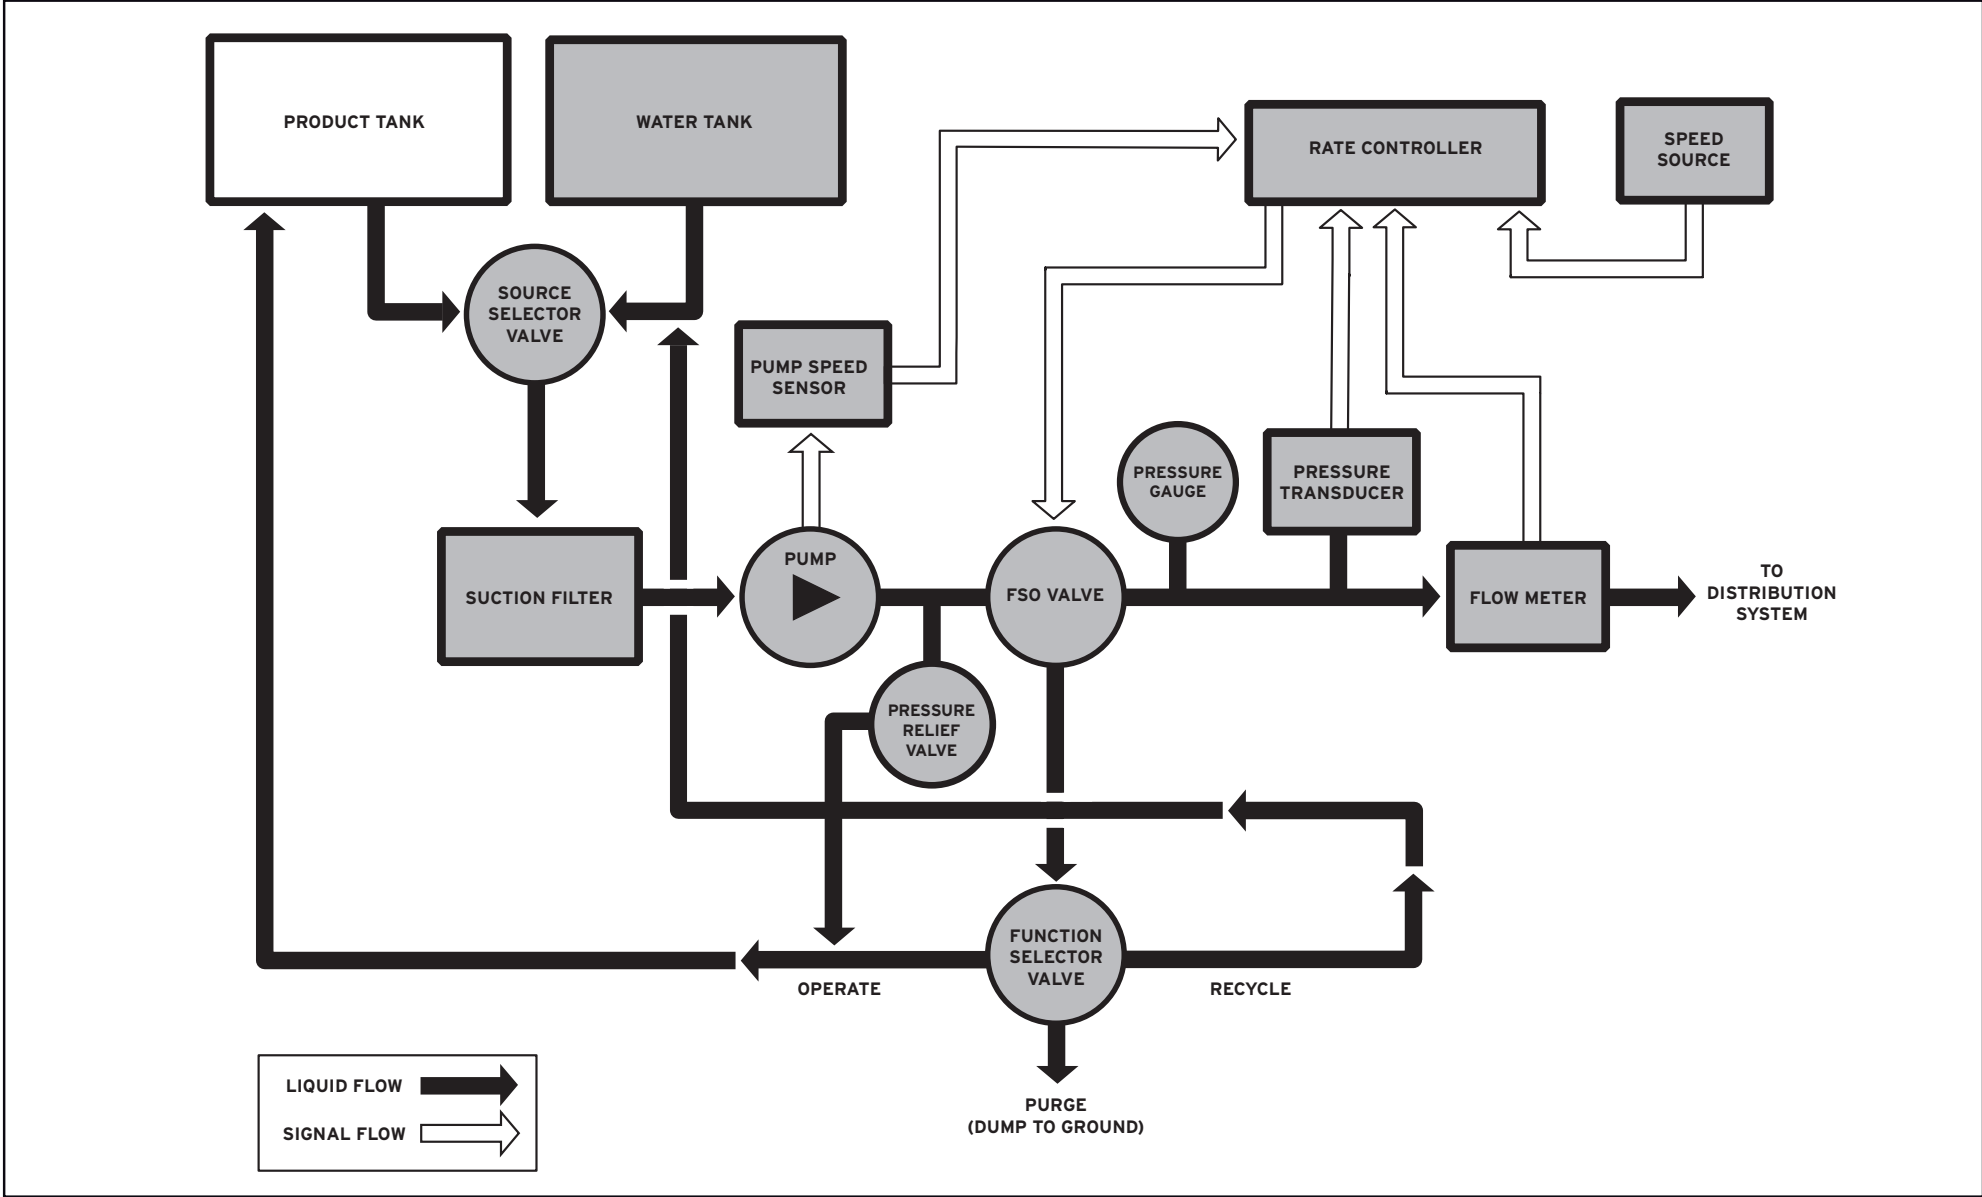 PRODUCT TANK
WATER TANK
RATE CONTROLLER
SPEED
SOURCE
SOURCE
SELECTOR
VALVE
PUMP SPEED
SENSOR
PRESSURE
GAUGE
PRESSURE
TRANSDUCER
SUCTION FILTER
PUMP
FSO VALVE
FLOW METER
TO
DISTRIBUTION
SYSTEM
PRESSURE
RELIEF
VALVE
FUNCTION
SELECTOR
VALVE
OPERATE
RECYCLE
PURGE
(DUMP TO GROUND)
LIQUID FLOW
SIGNAL FLOW